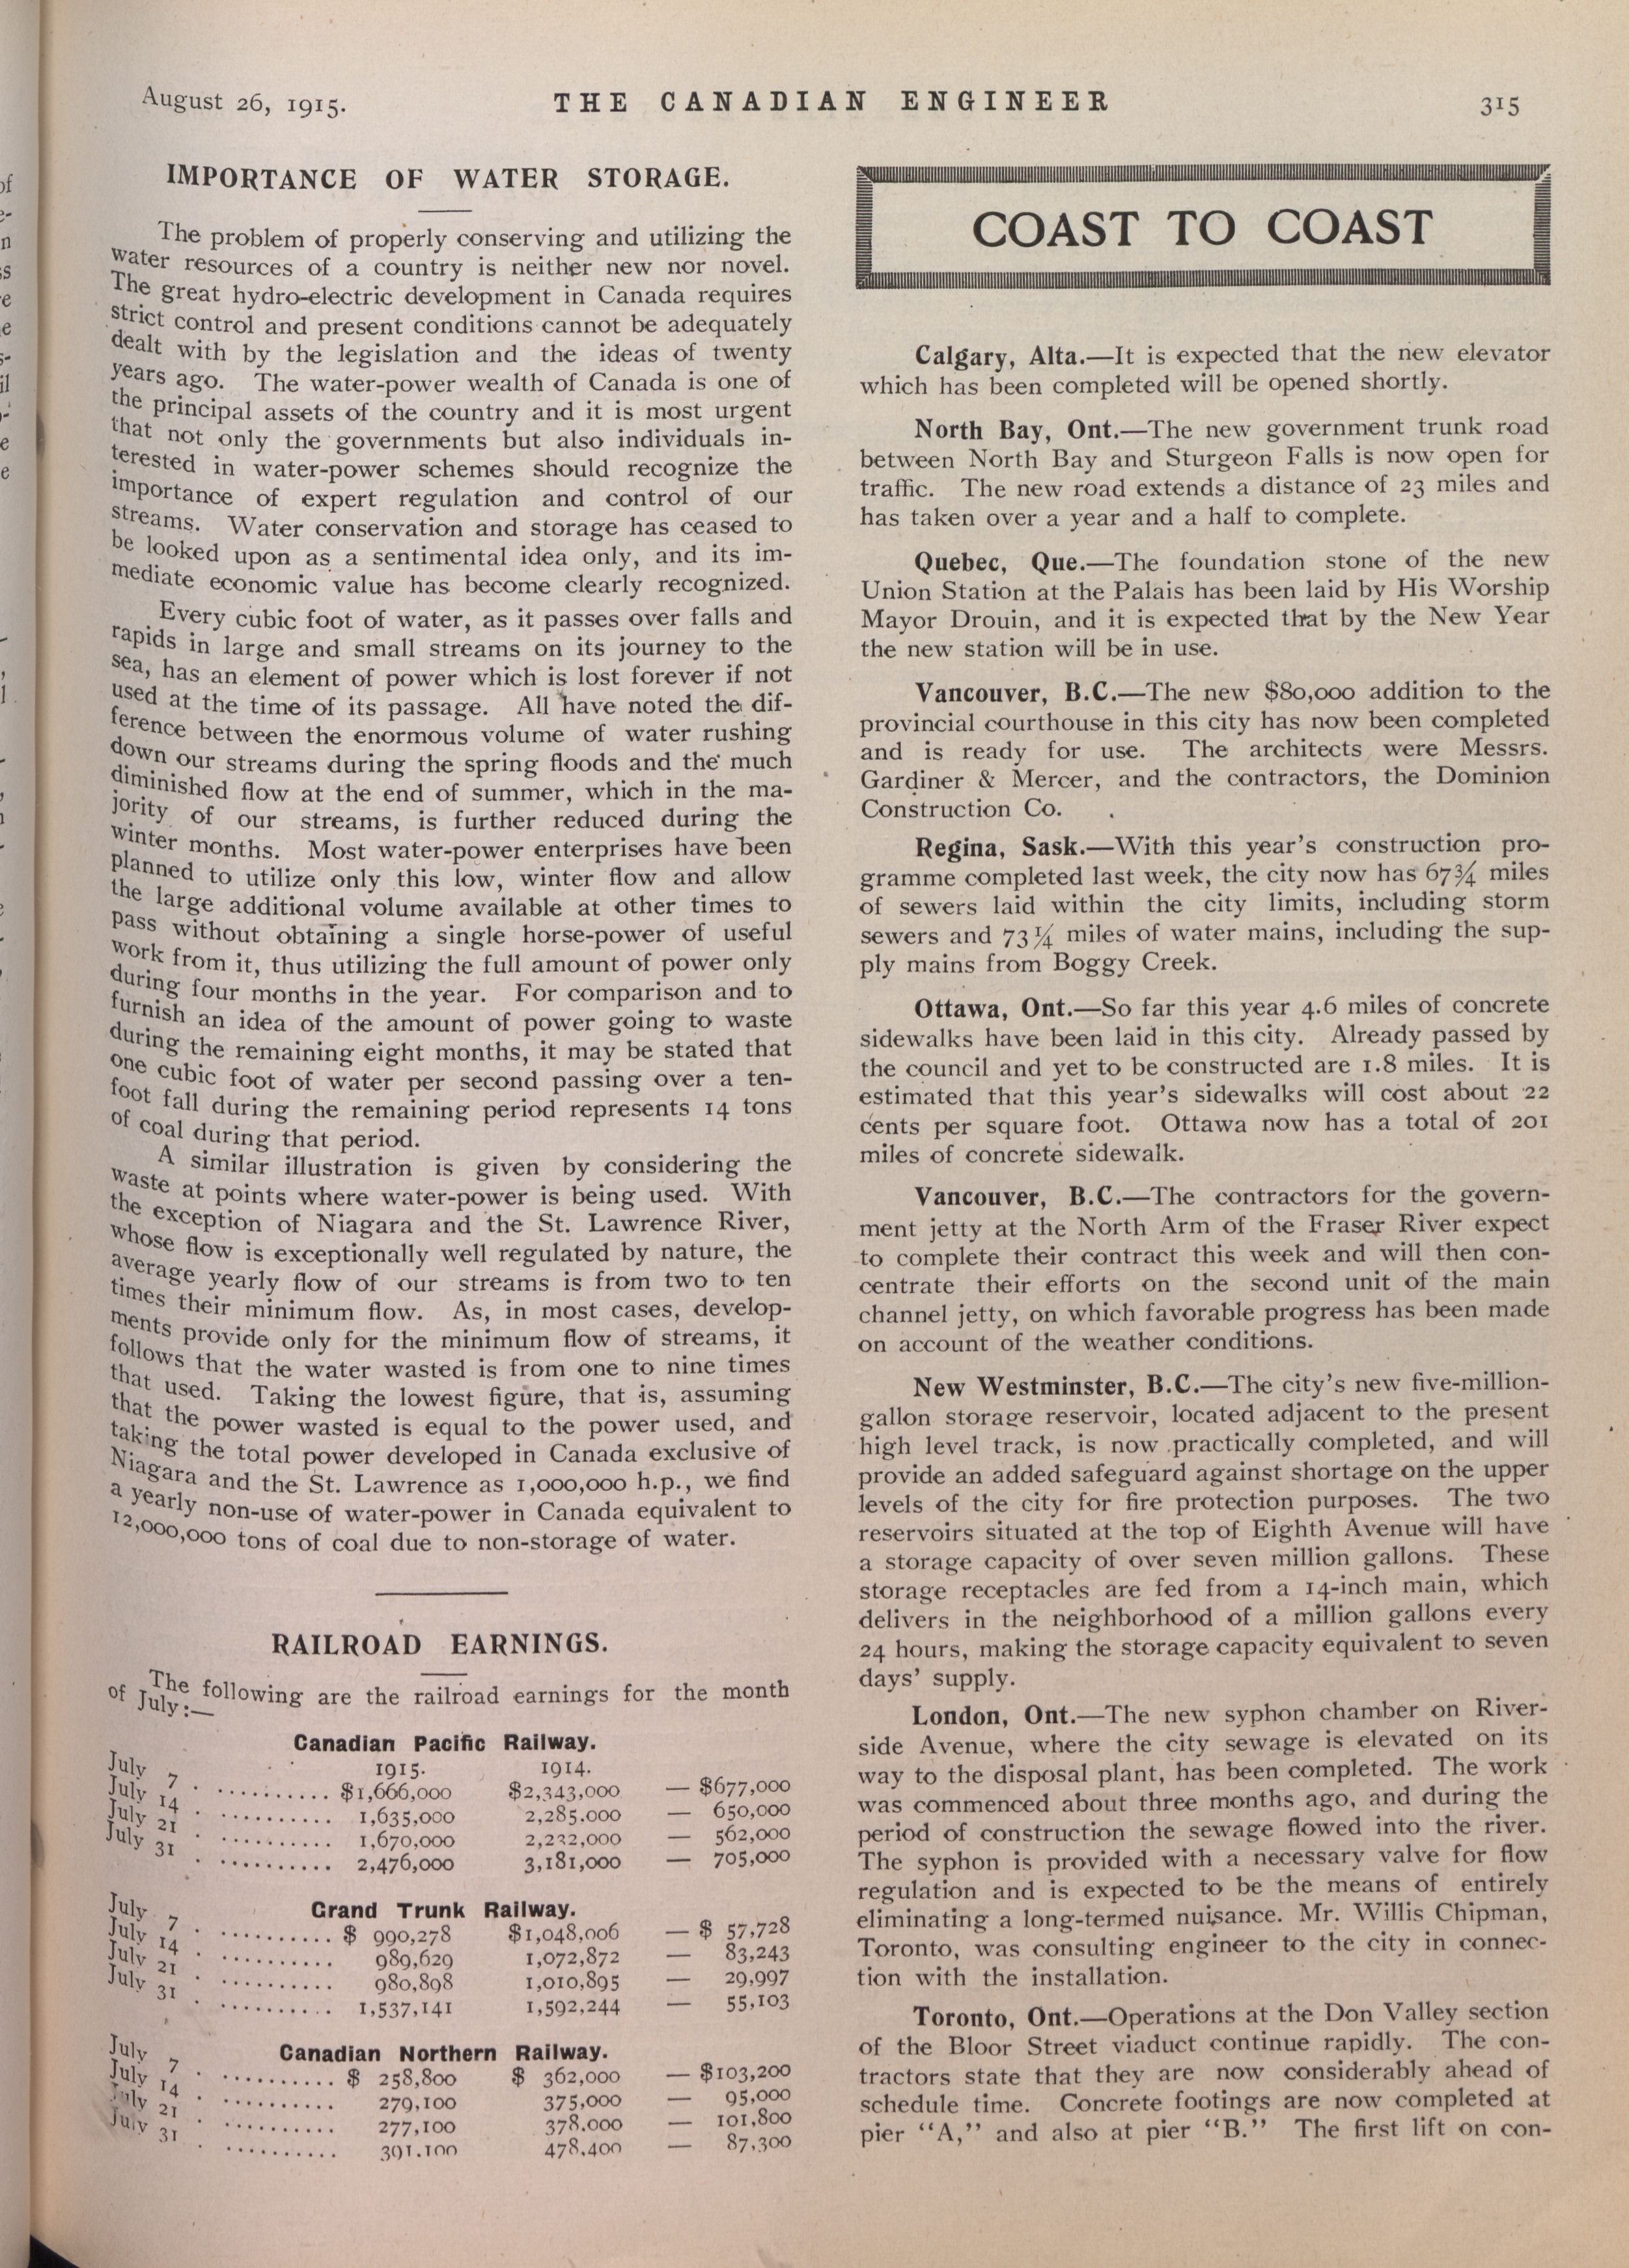 August 26, 1915.
THE CANADIAN ENGINEER
315
IMPORTANCE OF WATER STORAGE.
The problem of properly conserving and utilizing the
water resources of a country is neither new nor novel.
The great hydro-electric development in Canada requires
strict control and present conditions cannot be adequately
dealt with by the legislation and the ideas of twenty
years ago. The water-power wealth of Canada is one of
the principal assets of the country and it is most urgent
that not only the governments but also individuals in-
terested in water-power schemes should recognize the
importance of expert regulation and control of our
streams. Water conservation and storage has ceased to
be looked upon as a sentimental idea only, and its im-
mediate economic value has become clearly recognized.
Every cubic foot of water, as it passes over falls and
rapids in large and small streams on its journey to the
sea, has an element of power which is lost forever if not
used at the time of its passage. All have noted the dif-
ference between the enormous volume of water rushing
down our streams during the spring floods and the much
diminished flow at the end of summer, which in the ma-
jority of our streams, is further reduced during the
winter months. Most water-power enterprises have been
planned to utilize only this low, winter flow and allow
the large additional volume available at other times to
pass without obtaining a single horse-power of useful
work from it, thus utilizing the full amount of power only
during four months in the year. For comparison and to
furnish an idea of the amount of power going to waste
during the remaining eight months, it may be stated that
one cubic foot of water per second passing over a ten-
foot fall during the remaining period represents 14 tons
of coal during that period.
A similar illustration is given by considering the
waste at points where water-power is being used. With
the exception of Niagara and the St. Lawrence River,
whose flow is exceptionally well regulated by nature, the
average yearly flow of our streams is from two to ten
times their minimum flow. As, in most cases, develop-
ments provide only for the minimum flow of streams, it
follows that the water wasted is from one to nine times
that used. Taking the lowest figure, that is, assuming
that the power wasted is equal to the power used, and
taking the total power developed in Canada exclusive of
Niagara and the St. Lawrence as 1,000,000 h.p., we find
a yearly non-use of water-power in Canada equivalent to
12,000,000 tons of coal due to non-storage of water.
RAILROAD EARNINGS.
The following are the railroad earnings for the month
of July:—
Canadian Pacific Railway.
1915. 1914.
July 7 . .......... $1,666,000 $2,343,000 — $677,000
July 14 . .......... 1,635,000 2,285.000 — 650,000
July 21 . .......... 1,670,000 2,232,000 — 562,000
July 31 . .......... 2,476,000 3,181,000 — 705,000
Grand Trunk Railway.
July 7 . .......... $ 990,278 $1,048,006 — $ 57,728
July 14 . .......... 989,629 1,072,872 — 83,243
July 21 . .......... 980,898 1,010,895 — 29,997
July 31 . .......... 1,537,141 1,592,244 — 55,103
Canadian Northern Railway.
July 7 . .......... $ 258,800 $ 362,000 — $103,200
July 14 . .......... 279,100 375,000 — 95,000
July 21 . .......... 277,100 378.000 — 101,800
July 31 . .......... 391.100 478,400 — 87,300
COAST TO COAST
Calgary, Alta.—It is expected that the new elevator
which has been completed will be opened shortly.
North Bay, Ont.—The new government trunk road
between North Bay and Sturgeon Falls is now open for
traffic. The new road extends a distance of 23 miles and
has taken over a year and a half to complete.
Quebec, Que.—The foundation stone of the new
Union Station at the Palais has been laid by His Worship
Mayor Drouin, and it is expected that by the New Year
the new station will be in use.
Vancouver, B.C.—The new $80,000 addition to the
provincial courthouse in this city has now been completed
and is ready for use. The architects were Messrs.
Gardiner & Mercer, and the contractors, the Dominion
Construction Co.
Regina, Sask.—With this year's construction pro-
gramme completed last week, the city now has 67¾ miles
of sewers laid within the city limits, including storm
sewers and 73¼ miles of water mains, including the sup-
ply mains from Boggy Creek.
Ottawa, Ont.—So far this year 4.6 miles of concrete
sidewalks have been laid in this city. Already passed by
the council and yet to be constructed are 1.8 miles. It is
estimated that this year's sidewalks will cost about 22
cents per square foot. Ottawa now has a total of 201
miles of concrete sidewalk.
Vancouver, B.C.—The contractors for the govern-
ment jetty at the North Arm of the Fraser River expect
to complete their contract this week and will then con-
centrate their efforts on the second unit of the main
channel jetty, on which favorable progress has been made
on account of the weather conditions.
New Westminster, B.C.—The city's new five-million-
gallon storage reservoir, located adjacent to the present
high level track, is now practically completed, and will
provide an added safeguard against shortage on the upper
levels of the city for fire protection purposes. The two
reservoirs situated at the top of Eighth Avenue will have
a storage capacity of over seven million gallons. These
storage receptacles are fed from a 14-inch main, which
delivers in the neighborhood of a million gallons every
24 hours, making the storage capacity equivalent to seven
days' supply.
London, Ont.—The new syphon chamber on River-
side Avenue, where the city sewage is elevated on its
way to the disposal plant, has been completed. The work
was commenced about three months ago, and during the
period of construction the sewage flowed into the river.
The syphon is provided with a necessary valve for flow
regulation and is expected to be the means of entirely
eliminating a long-termed nuisance. Mr. Willis Chipman,
Toronto, was consulting engineer to the city in connec-
tion with the installation.
Toronto, Ont.—Operations at the Don Valley section
of the Bloor Street viaduct continue rapidly. The con-
tractors state that they are now considerably ahead of
schedule time. Concrete footings are now completed at
pier "A," and also at pier "B." The first lift on con-